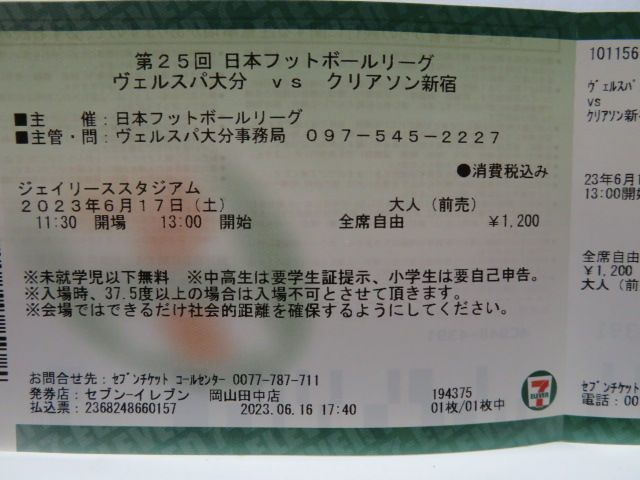 第25回 日本フットボールリーグ
ヴェルスパ大分 vs クリアソン新宿
■主 催：日本フットボールリーグ
■主管・問：ヴェルスパ大分事務局 097-545-2227
●消費税込み
ジェイリーススタジアム
2023年6月17日（土） 大人（前売）
11:30 開場 13:00 開始 全席自由 ¥1,200
※未就学児以下無料 ※中高生は要学生証提示、小学生は要自己申告。
※入場時、37.5度以上の場合は入場不可とさせて頂きます。
※会場ではできるだけ社会的距離を確保するようにしてください。
お問合せ先：セブンチケット コールセンター 0077-787-711
発券店：セブン-イレブン 岡山田中店 194375
払込票：2368248660157 2023.06.16 17:40 01枚/01枚中
7
ELEVEN
101156
ヴェルスパ
vs
クリアソン新
23年6月1
13:00開始
全席自由
¥1,200
大人（前
セブンチケ
電話：00